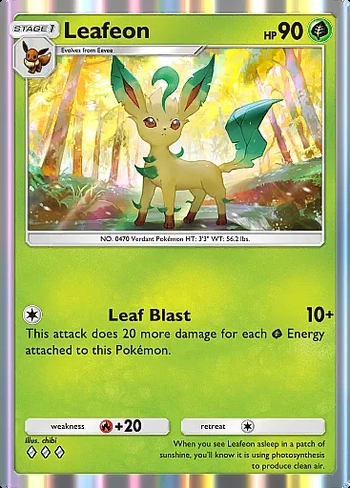 STAGE 1 Leafeon HP 90
Evolves from Eevee
NO. 0470 Verdant Pokémon HT: 3'3" WT: 56.2 lbs.
Leaf Blast 10+
This attack does 20 more damage for each Energy
attached to this Pokémon.
weakness +20 retreat
Illus. chibi
When you see Leafeon asleep in a patch of
sunshine, you'll know it is using photosynthesis
to produce clean air.